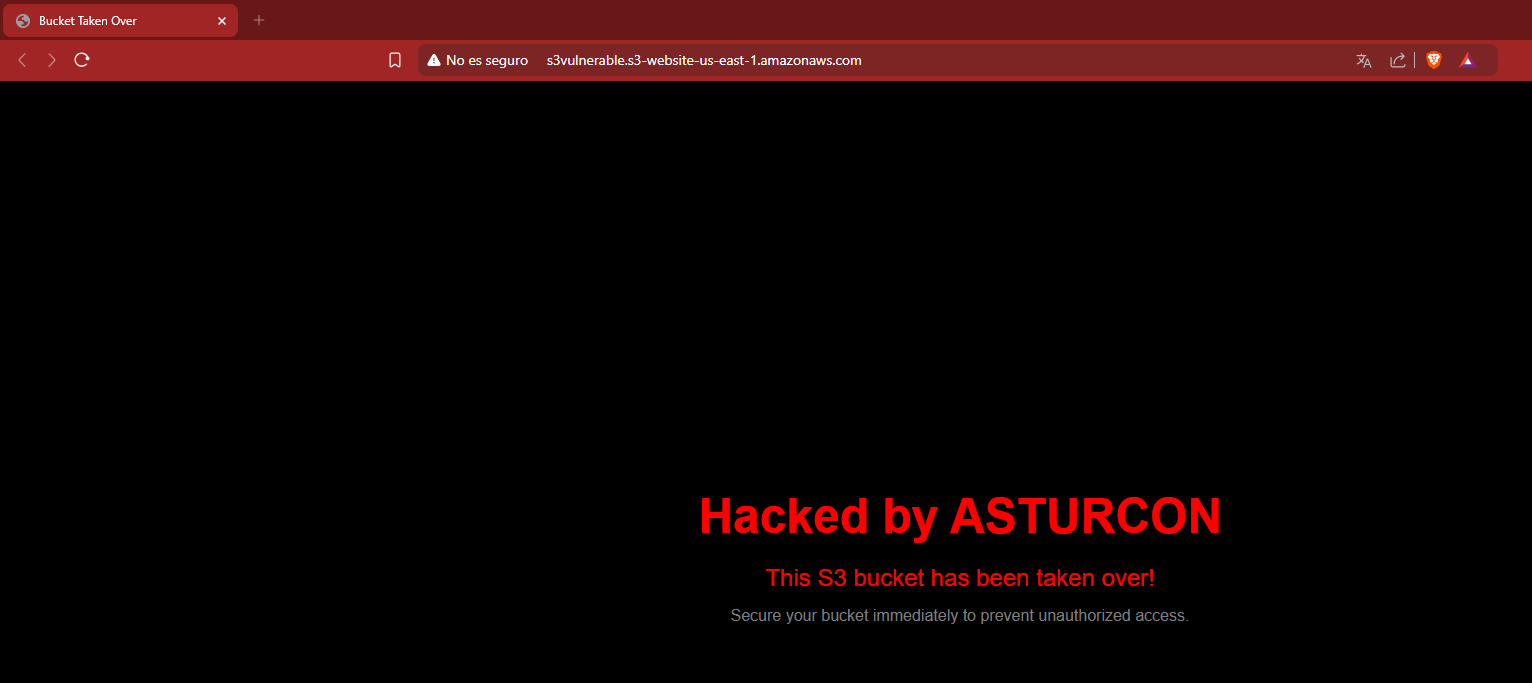 Bucket Taken Over
No es seguro s3vulnerable.s3-website-us-east-1.amazonaws.com
Hacked by ASTURCON
This S3 bucket has been taken over!
Secure your bucket immediately to prevent unauthorized access.